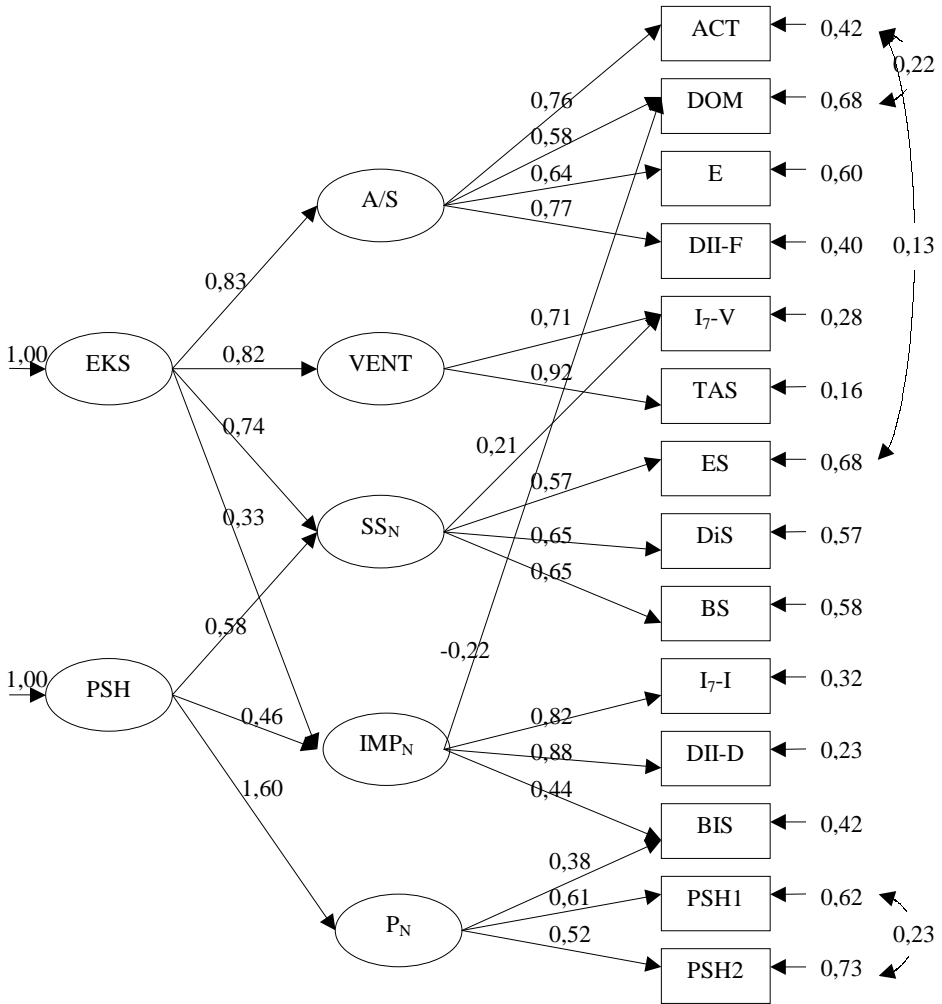 ACT
0,42
0,22
DOM
0,68
0,76
0,58
E
0,60
0,64
A/S
0,77
DII-F
0,40
0,13
0,83
I₇-V
0,28
0,71
1,00
EKS
0,82
VENT
0,92
TAS
0,16
0,74
0,21
ES
0,68
0,57
0,33
SS_N
0,65
DiS
0,57
0,65
BS
0,58
0,58
-0,22
1,00
PSH
I₇-I
0,32
0,46
0,82
IMP_N
0,88
DII-D
0,23
1,60
0,44
BIS
0,42
0,38
0,61
PSH1
0,62
P_N
0,52
0,23
PSH2
0,73